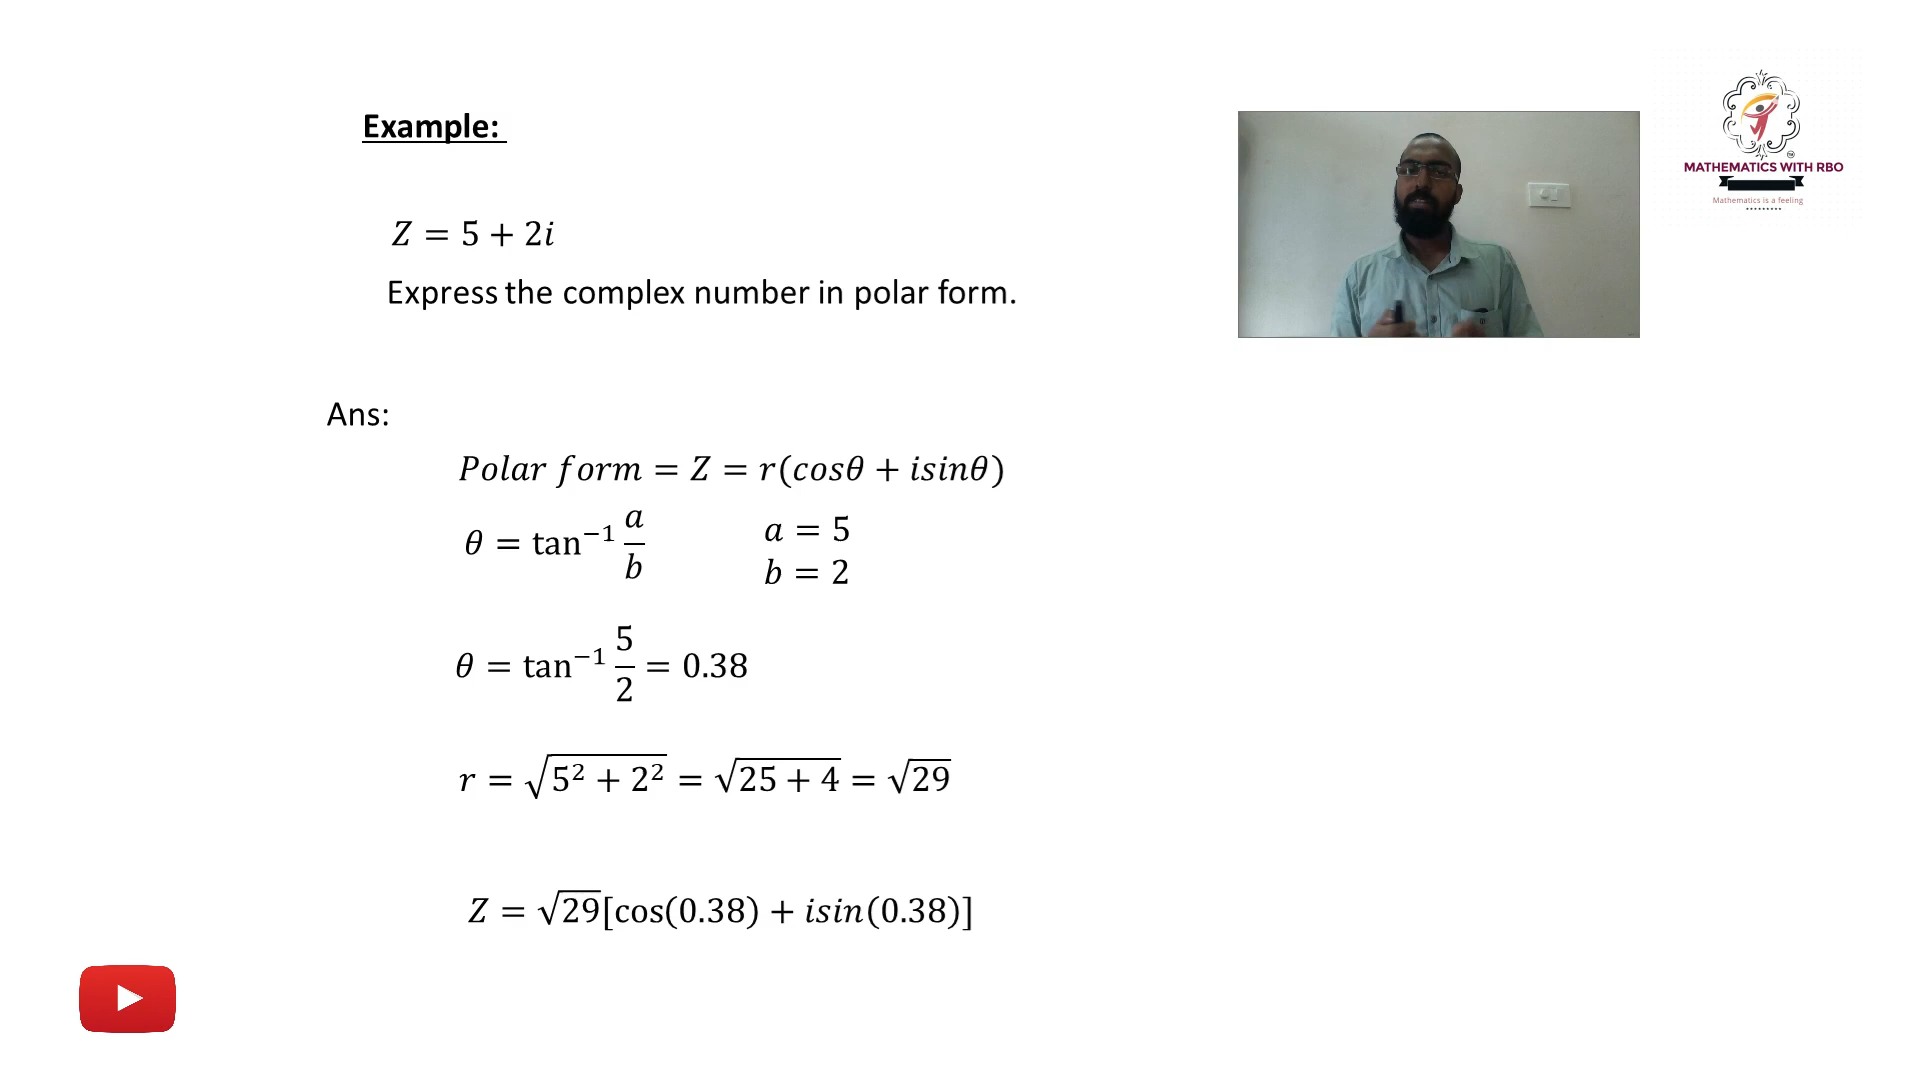 Example:
Z = 5 + 2i
Express the complex number in polar form.
Ans:
Polar form = Z = r(cosθ + isinθ)
θ = tan⁻¹ a/b
a = 5
b = 2
θ = tan⁻¹ 5/2 = 0.38
r = √(5² + 2²) = √(25 + 4) = √29
Z = √29[cos(0.38) + isin(0.38)]
MATHEMATICS WITH RBO
Mathematics is a feeling